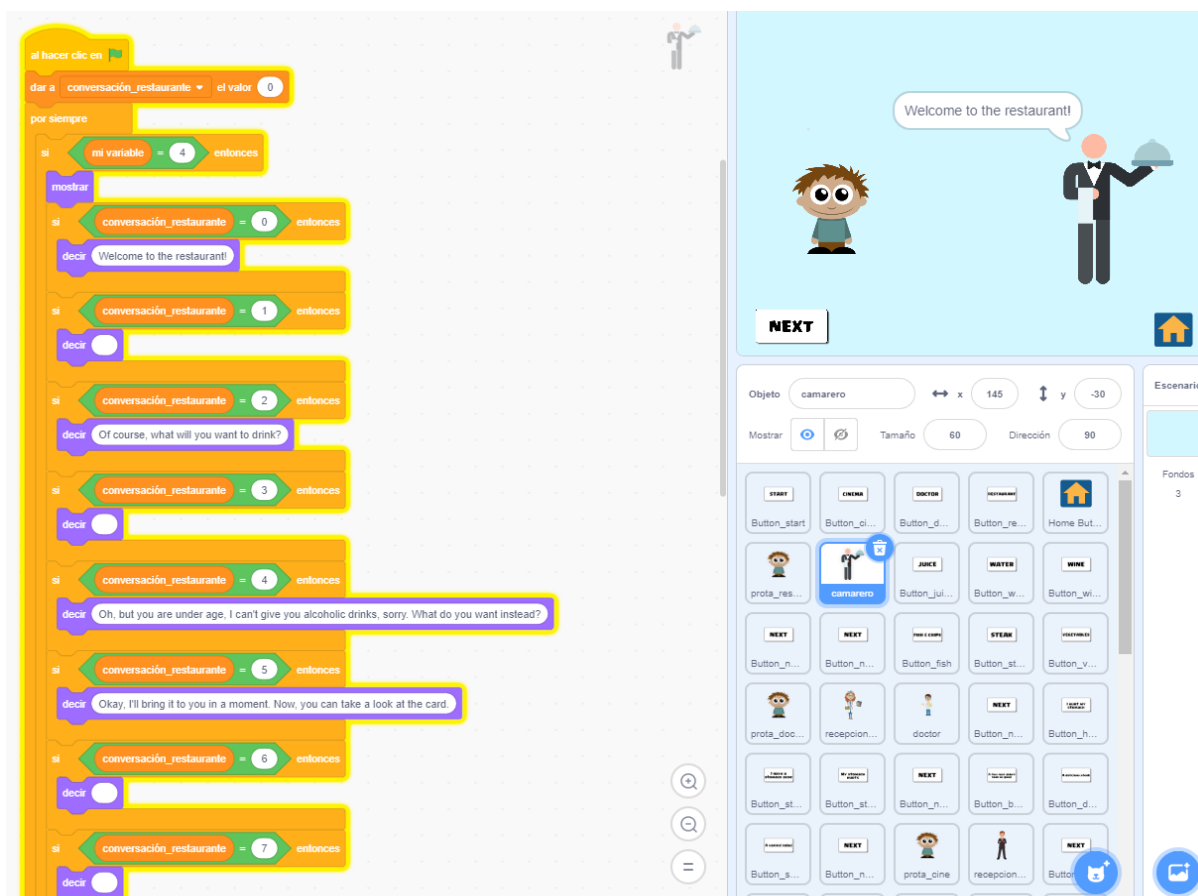 al hacer clic en
dar a conversación_restaurante el valor 0
por siempre
si mi variable = 4 entonces
mostrar
si conversación_restaurante = 0 entonces
decir Welcome to the restaurant!
si conversación_restaurante = 1 entonces
decir
si conversación_restaurante = 2 entonces
decir Of course, what will you want to drink?
si conversación_restaurante = 3 entonces
decir
si conversación_restaurante = 4 entonces
decir Oh, but you are under age, I can't give you alcoholic drinks, sorry. What do you want instead?
si conversación_restaurante = 5 entonces
decir Okay, I'll bring it to you in a moment. Now, you can take a look at the card.
si conversación_restaurante = 6 entonces
decir
si conversación_restaurante = 7 entonces
decir
Welcome to the restaurant!
NEXT
Objeto camarero x 145 y -30
Mostrar Tamaño 60 Dirección 90
Escenario
Fondos
3
START CINEMA DOCTOR RESTAURANT
Button_start Button_ci... Button_d... Button_re... Home But...
JUICE WATER WINE
prota_res... camarero Button_jui... Button_w... Button_wi...
NEXT NEXT FISH & CHIPS STEAK VEGETABLES
Button_n... Button_n... Button_fish Button_st... Button_v...
NEXT
prota_doc... recepcion... doctor Button_n... Button_h...
NEXT
Button_st... Button_st... Button_n... Button_b... Button_d...
NEXT NEXT
Button_s... Button_n... prota_cine recepcion... Button